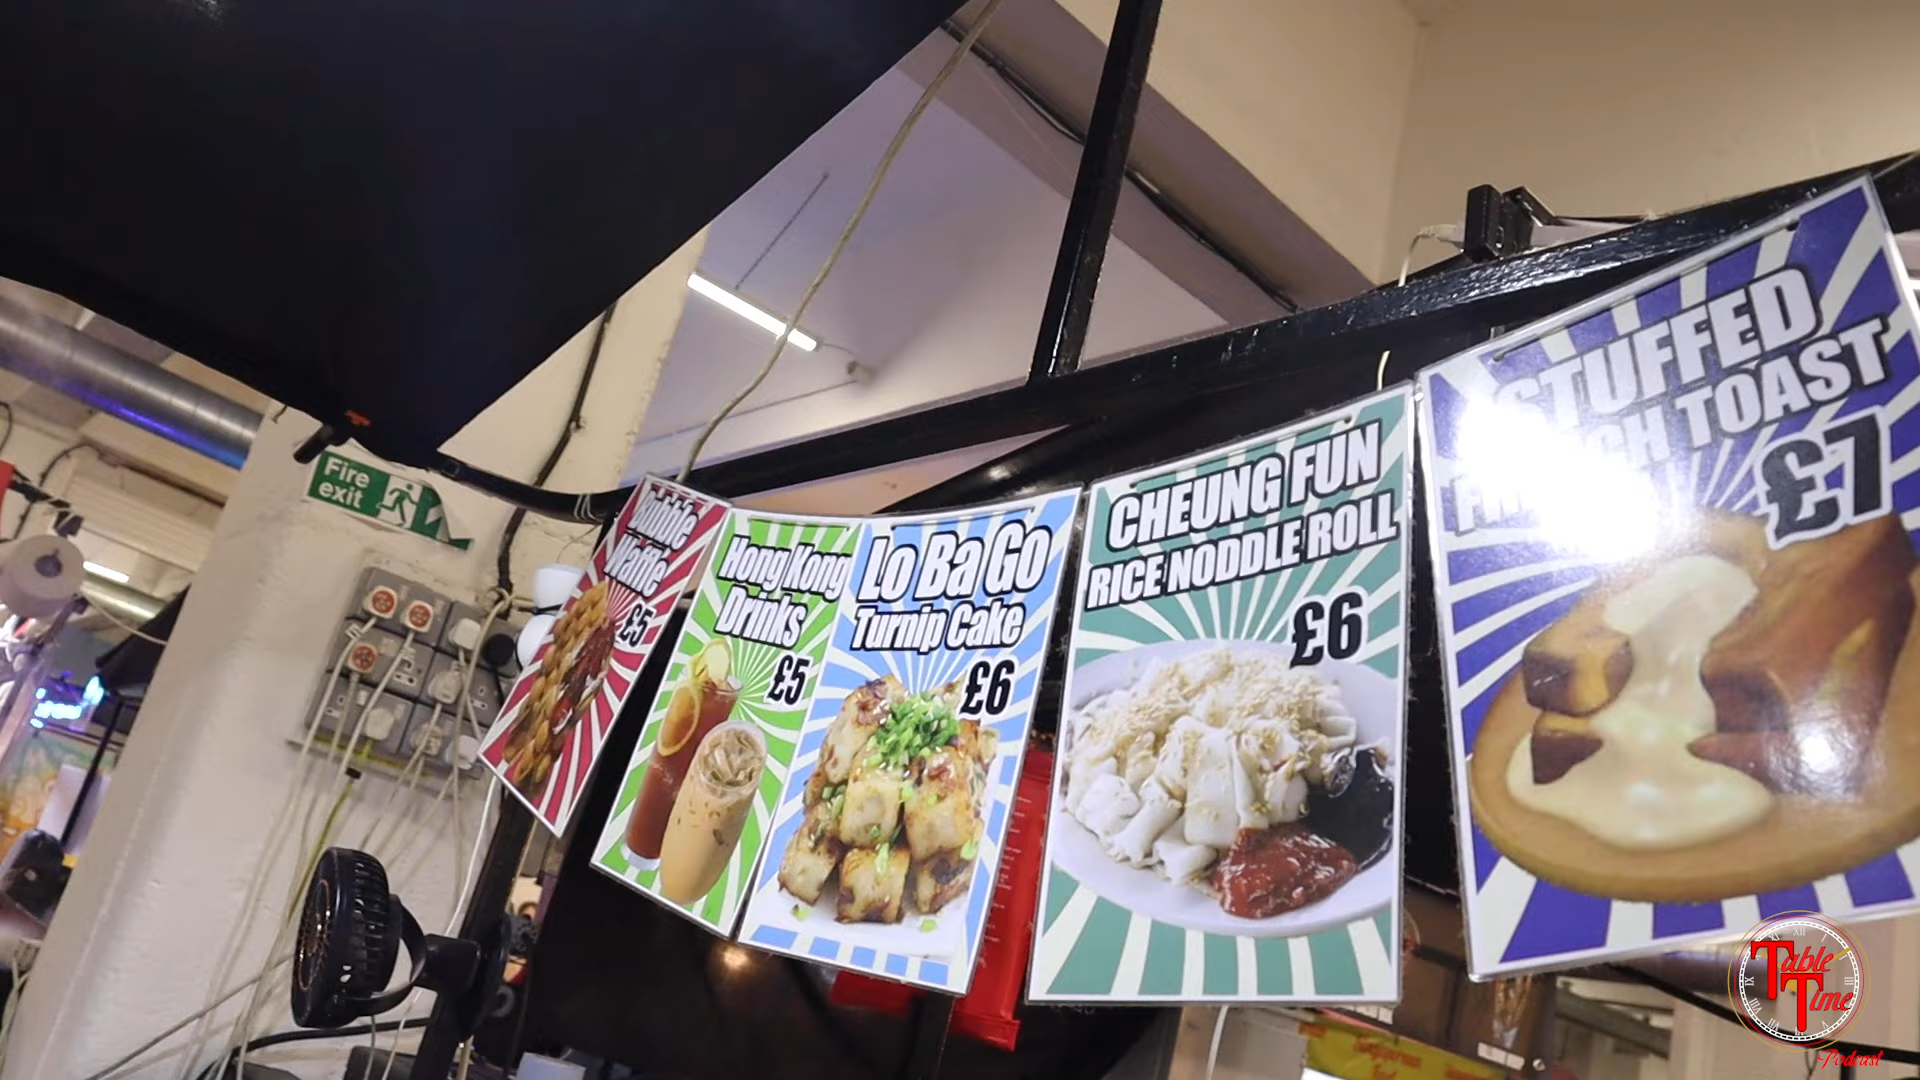 Fire
exit
Bubble
Waffle
£5
Hong Kong
Drinks
£5
Lo Ba Go
Turnip Cake
£6
CHEUNG FUN
RICE NODDLE ROLL
£6
STUFFED
TOAST
£7
Table
Time
Podcast